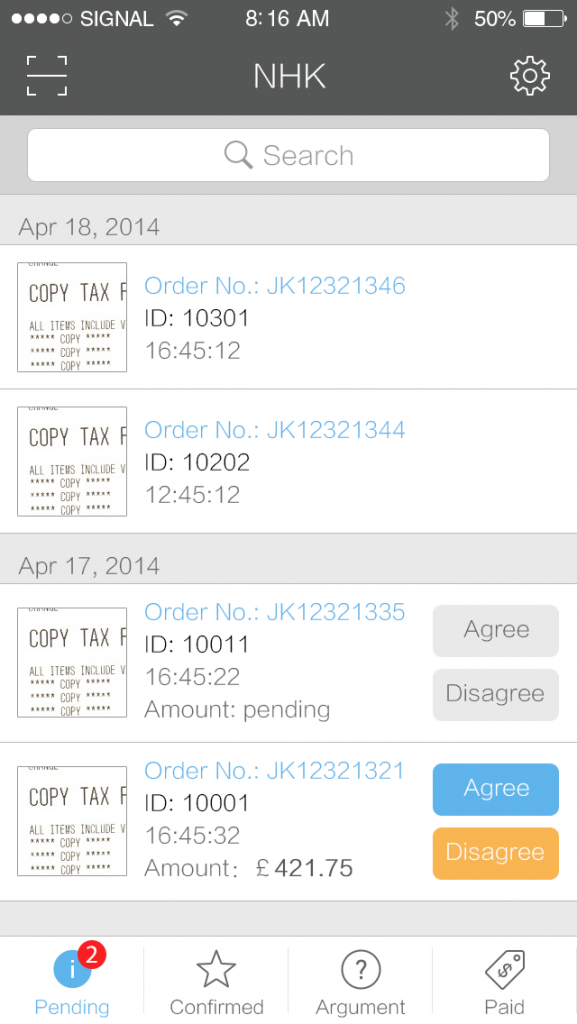 SIGNAL 8:16 AM 50%
NHK
Search
Apr 18, 2014
COPY TAX
ALL ITEMS INCLUDE
***** COPY *****
***** COPY *****
***** COPY *****
Order No.: JK12321346
ID: 10301
16:45:12
COPY TAX
ALL ITEMS INCLUDE
***** COPY *****
***** COPY *****
***** COPY *****
Order No.: JK12321344
ID: 10202
12:45:12
Apr 17, 2014
COPY TAX
ALL ITEMS INCLUDE
***** COPY *****
***** COPY *****
***** COPY *****
Order No.: JK12321335
ID: 10011
16:45:22
Amount: pending
Agree
Disagree
COPY TAX
ALL ITEMS INCLUDE
***** COPY *****
***** COPY *****
***** COPY *****
Order No.: JK12321321
ID: 10001
16:45:32
Amount: £421.75
Agree
Disagree
2
Pending
Confirmed
Argument
Paid